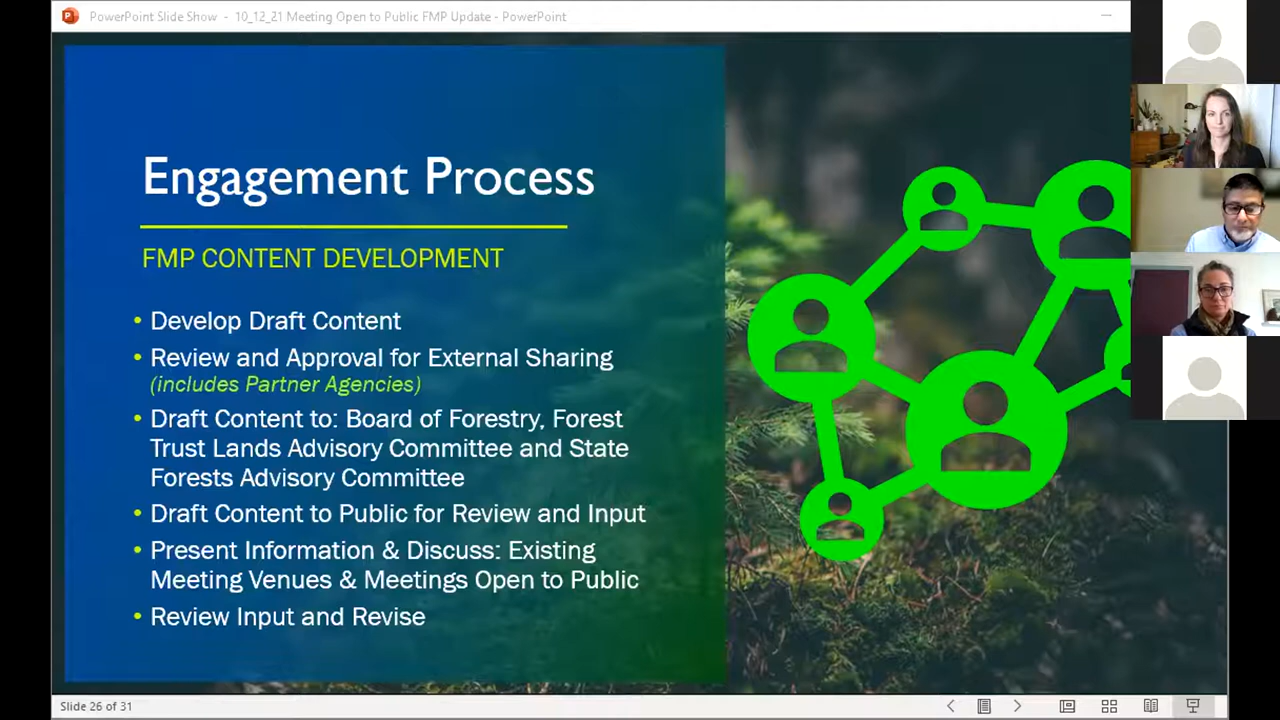 PowerPoint Slide Show - 10_12_21 Meeting Open to Public FMP Update - PowerPoint
Engagement Process
FMP CONTENT DEVELOPMENT
• Develop Draft Content
• Review and Approval for External Sharing
(includes Partner Agencies)
• Draft Content to: Board of Forestry, Forest
Trust Lands Advisory Committee and State
Forests Advisory Committee
• Draft Content to Public for Review and Input
• Present Information & Discuss: Existing
Meeting Venues & Meetings Open to Public
• Review Input and Revise
Slide 26 of 31